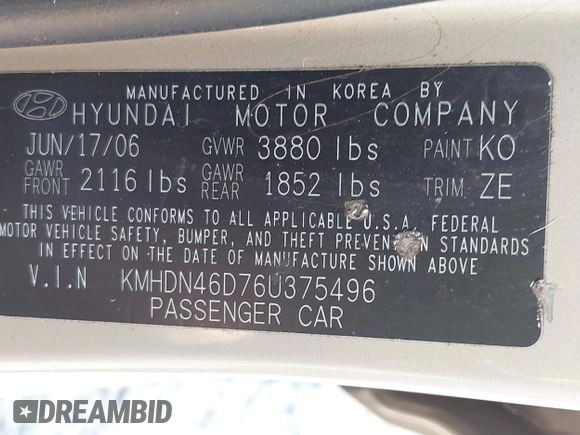 MANUFACTURED IN KOREA BY
HYUNDAI MOTOR COMPANY
JUN/17/06 GVWR 3880 lbs PAINT KO
GAWR FRONT 2116 lbs GAWR REAR 1852 lbs TRIM ZE
THIS VEHICLE CONFORMS TO ALL APPLICABLE U.S.A. FEDERAL
MOTOR VEHICLE SAFETY, BUMPER, AND THEFT PREVENTION STANDARDS
IN EFFECT ON THE DATE OF MANUFACTURE SHOWN ABOVE
V.I.N KMHDN46D76U375496
PASSENGER CAR
DREAMBID